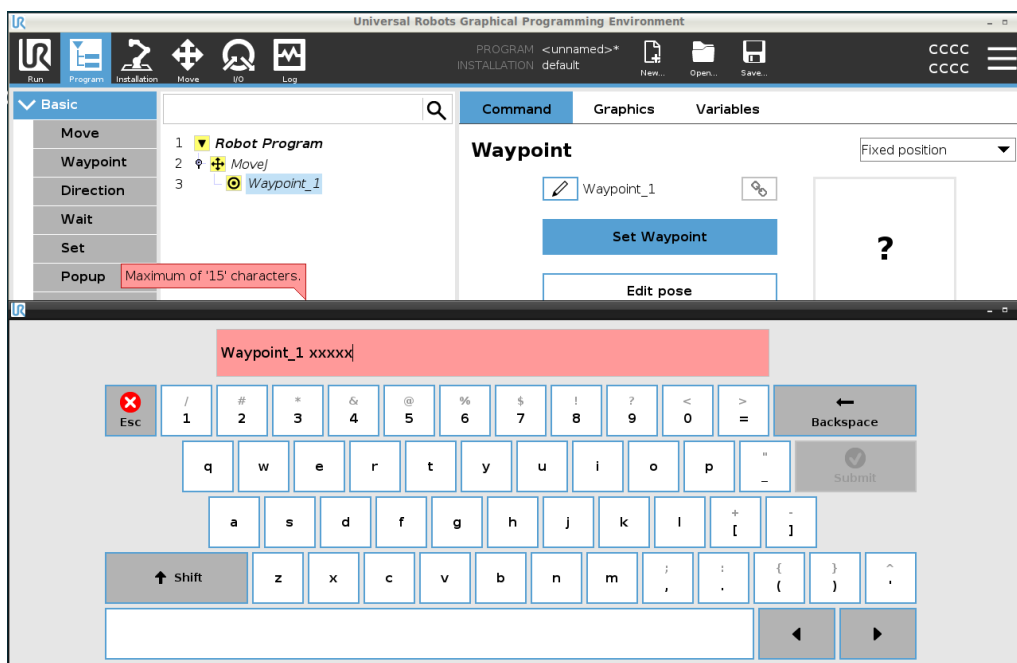 UR Universal Robots Graphical Programming Environment
UR Run Program Installation Move I/O Log PROGRAM <unnamed>* New... Open... Save... CCCC
INSTALLATION default CCCC
Basic Command Graphics Variables
Move
Waypoint
Direction
Wait
Set
Popup
1 Robot Program
2 MoveJ
3 Waypoint_1
Waypoint Fixed position
Waypoint_1
Set Waypoint
?
Edit pose
Maximum of '15' characters.
UR
Waypoint_1 xxxxx
Esc / 1 # 2 * 3 & 4 @ 5 % 6 $ 7 ! 8 ? 9 < 0 > = Backspace
q w e r t y u i o p " _ Submit
a s d f g h j k l + [ - ]
Shift z x c v b n m ; , : . { ( } ) ^ '